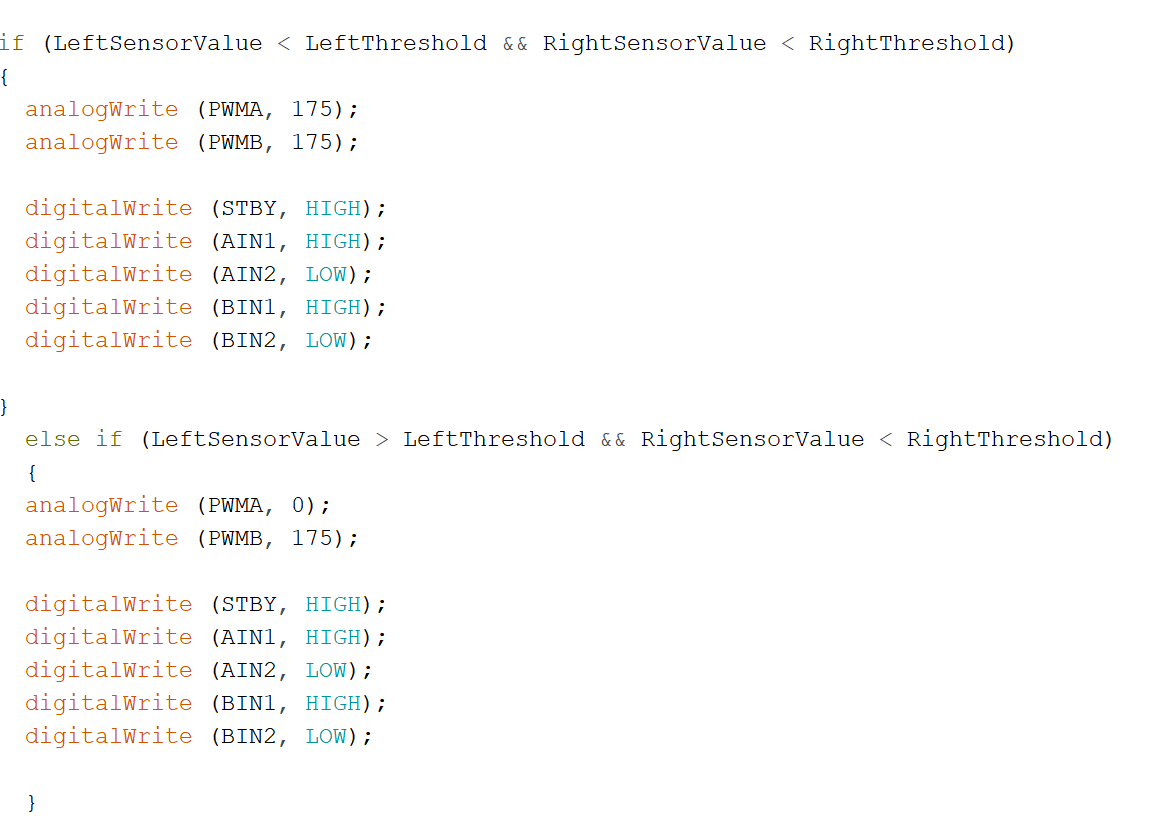 if (LeftSensorValue < LeftThreshold && RightSensorValue < RightThreshold)
{
analogWrite (PWMA, 175);
analogWrite (PWMB, 175);
digitalWrite (STBY, HIGH);
digitalWrite (AIN1, HIGH);
digitalWrite (AIN2, LOW);
digitalWrite (BIN1, HIGH);
digitalWrite (BIN2, LOW);
}
else if (LeftSensorValue > LeftThreshold && RightSensorValue < RightThreshold)
{
analogWrite (PWMA, 0);
analogWrite (PWMB, 175);
digitalWrite (STBY, HIGH);
digitalWrite (AIN1, HIGH);
digitalWrite (AIN2, LOW);
digitalWrite (BIN1, HIGH);
digitalWrite (BIN2, LOW);
}